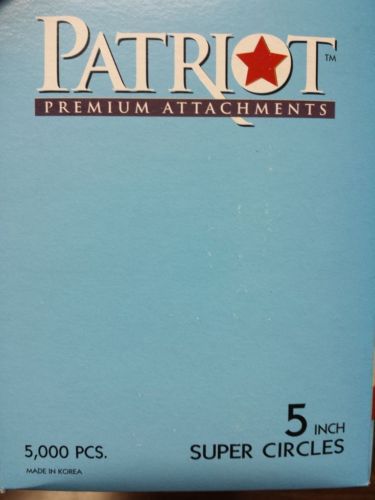 PATRIOT™
PREMIUM ATTACHMENTS
5 INCH
5,000 PCS. SUPER CIRCLES
MADE IN KOREA